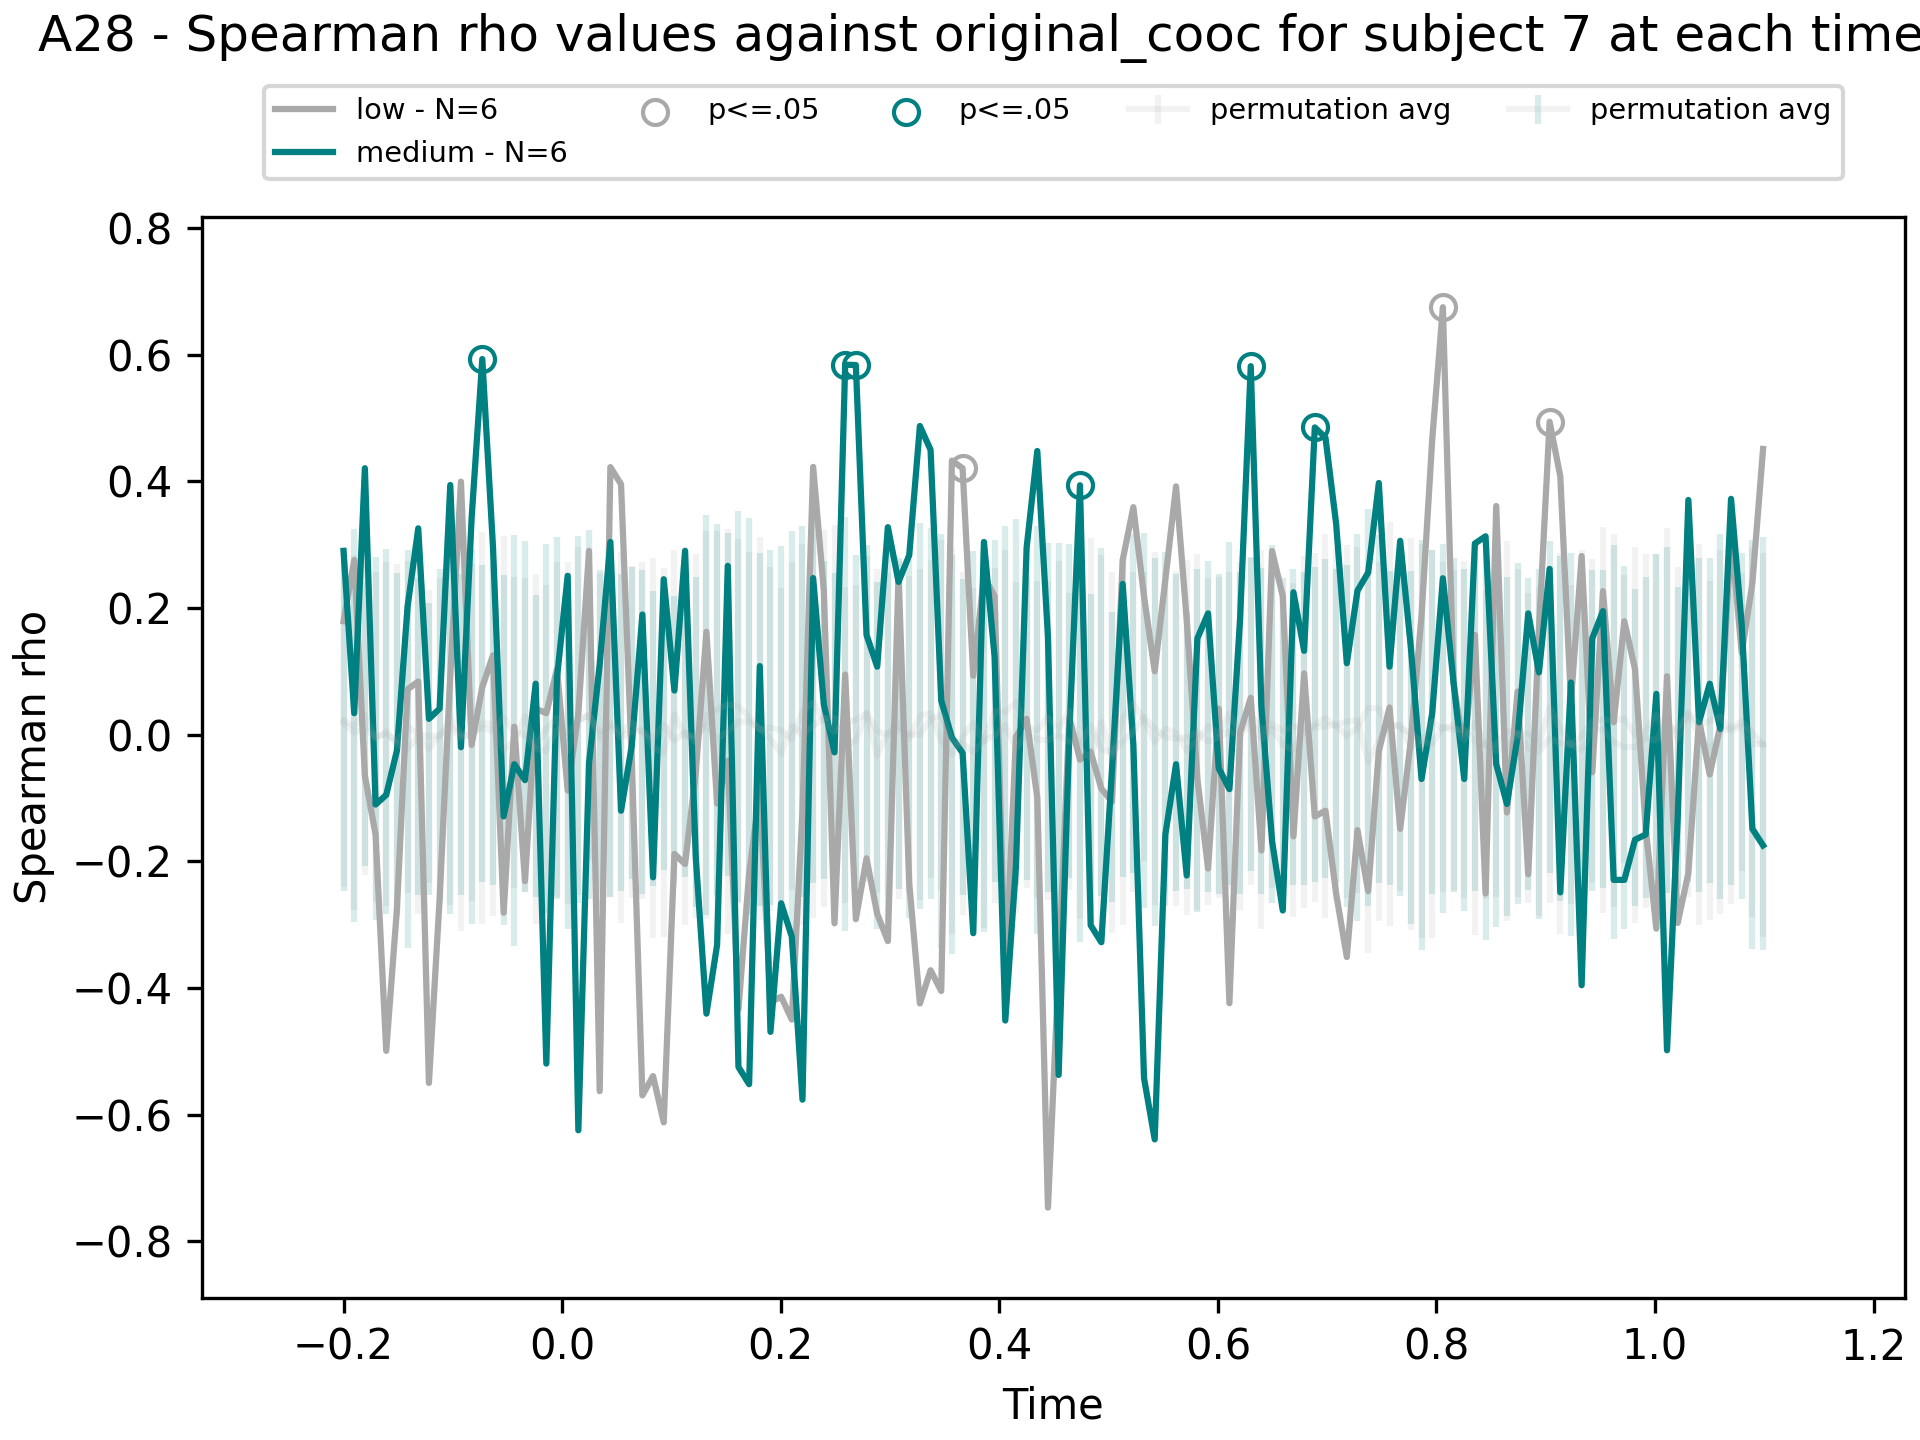 A28 - Spearman rho values against original_cooc for subject 7 at each time
low - N=6 p<=.05 p<=.05 permutation avg permutation avg
medium - N=6
0.8
0.6
0.4
0.2
0.0
−0.2
−0.4
−0.6
−0.8
Spearman rho
−0.2 0.0 0.2 0.4 0.6 0.8 1.0 1.2
Time